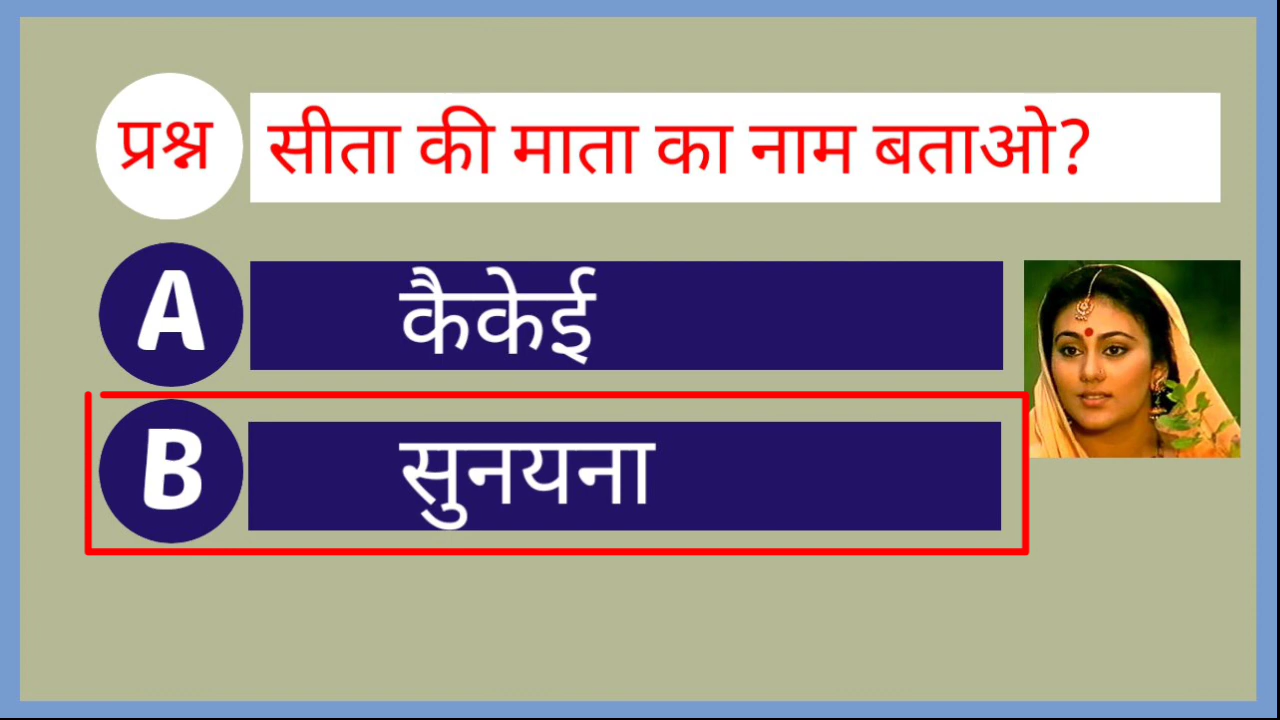 प्रश्न सीता की माता का नाम बताओ?
A कैकेई
B सुनयना